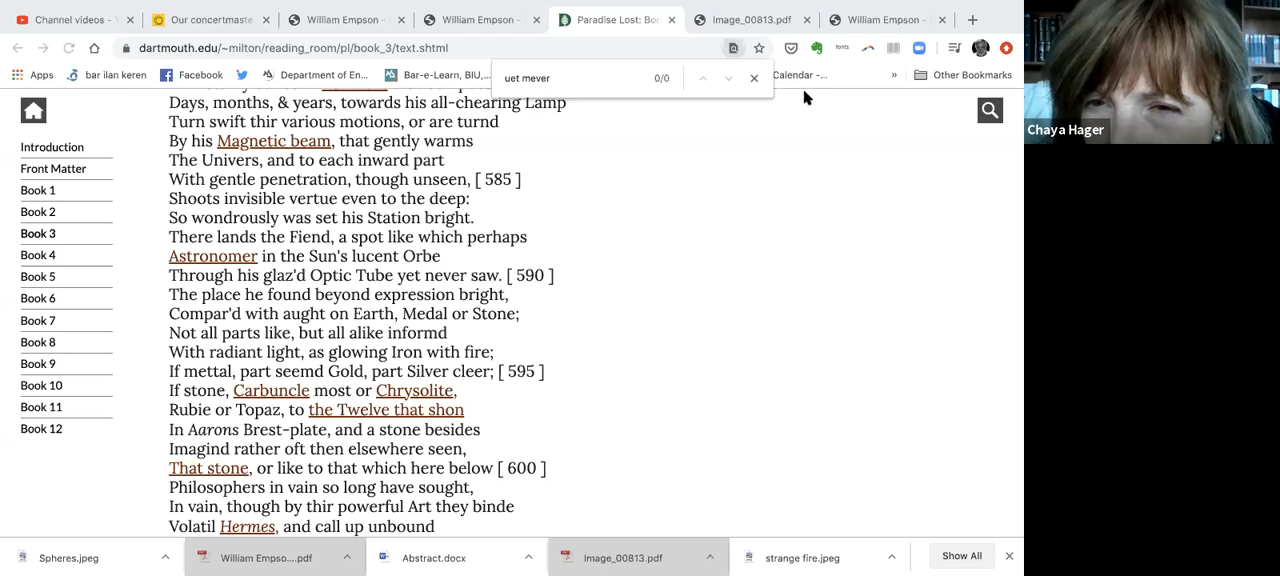 Channel videos - Y
Our concertmaste
William Empson -
William Empson -
Paradise Lost: Boo
Image_00813.pdf
William Empson -
dartmouth.edu/~milton/reading_room/pl/book_3/text.shtml
fonts
Apps
bar ilan keren
Facebook
Department of En...
Bar-e-Learn, BIU,...
Calendar -...
»
Other Bookmarks
uet mever
0/0
Chaya Hager
Introduction
Front Matter
Book 1
Book 2
Book 3
Book 4
Book 5
Book 6
Book 7
Book 8
Book 9
Book 10
Book 11
Book 12
Days, months, & years, towards his all-chearing Lamp
Turn swift thir various motions, or are turnd
By his Magnetic beam, that gently warms
The Univers, and to each inward part
With gentle penetration, though unseen, [ 585 ]
Shoots invisible vertue even to the deep:
So wondrously was set his Station bright.
There lands the Fiend, a spot like which perhaps
Astronomer in the Sun's lucent Orbe
Through his glaz'd Optic Tube yet never saw. [ 590 ]
The place he found beyond expression bright,
Compar'd with aught on Earth, Medal or Stone;
Not all parts like, but all alike informd
With radiant light, as glowing Iron with fire;
If mettal, part seemd Gold, part Silver cleer; [ 595 ]
If stone, Carbuncle most or Chrysolite,
Rubie or Topaz, to the Twelve that shon
In Aarons Brest-plate, and a stone besides
Imagind rather oft then elsewhere seen,
That stone, or like to that which here below [ 600 ]
Philosophers in vain so long have sought,
In vain, though by thir powerful Art they binde
Volatil Hermes, and call up unbound
Spheres.jpeg
William Empso....pdf
Abstract.docx
Image_00813.pdf
strange fire.jpeg
Show All